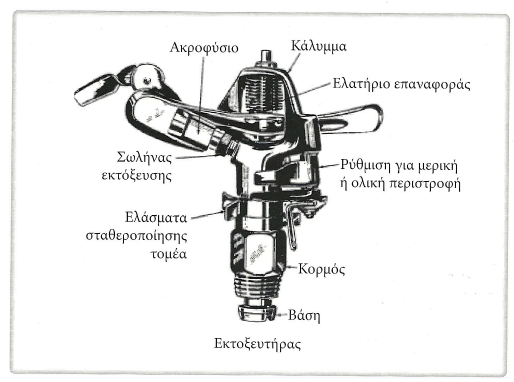 Ακροφύσιο
Κάλυμμα
Ελατήριο επαναφοράς
Σωλήνας
εκτόξευσης
Ρύθμιση για μερική
ή ολική περιστροφή
Ελάσματα
σταθεροποίησης
τομέα
Κορμός
Βάση
Εκτοξευτήρας